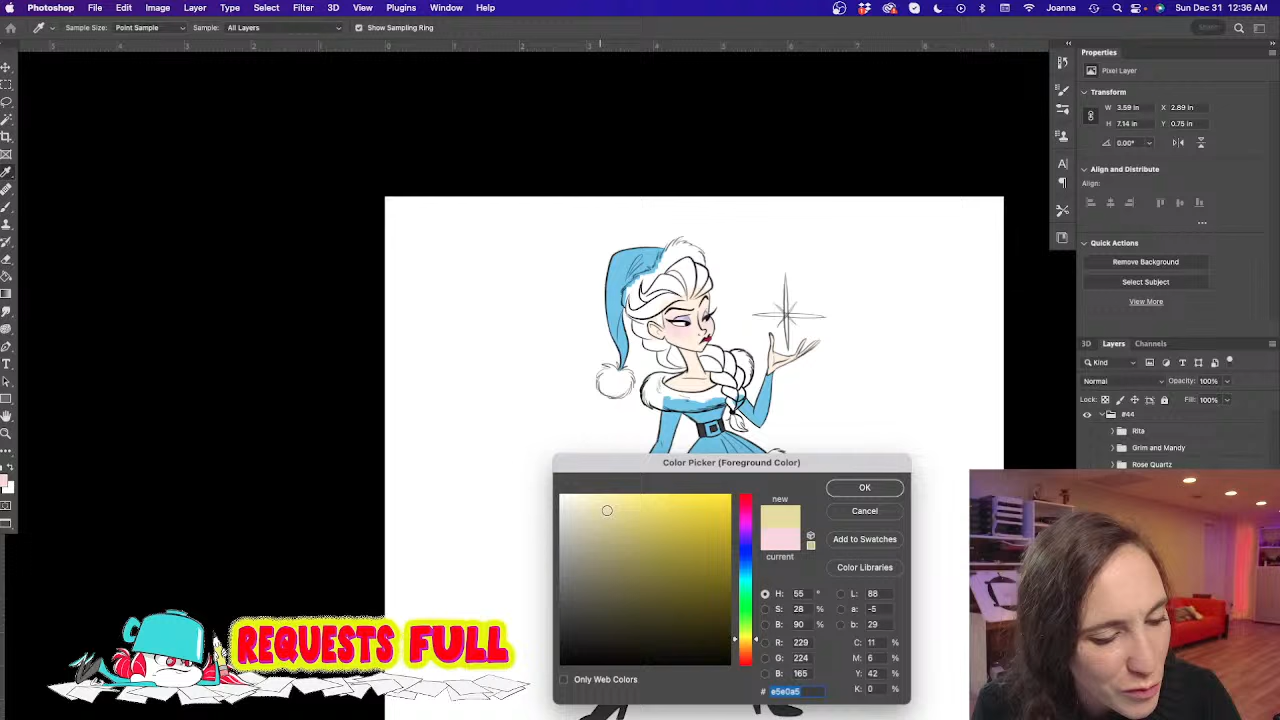 Photoshop File Edit Image Layer Type Select Filter 3D View Plugins Window Help
Joanna Sun Dec 31 12:36 AM
Sample Size: Point Sample Sample: All Layers Show Sampling Ring
Properties
Pixel Layer
Transform
W 3.59 in X 2.89 in
H 7.14 in Y 0.75 in
0.00°
Align and Distribute
Align:
Quick Actions
Remove Background
Select Subject
View More
3D Layers Channels
Kind
Normal Opacity: 100%
Lock: Fill: 100%
#44
Rita
Grim and Mandy
Rose Quartz
Color Picker (Foreground Color)
new
current
OK
Cancel
Add to Swatches
Color Libraries
H: 55 ° L: 88
S: 28 % a: -5
B: 90 % b: 29
R: 229 C: 11 %
G: 224 M: 6 %
B: 165 Y: 42 %
# e5e0a5 K: 0 %
Only Web Colors
REQUESTS FULL